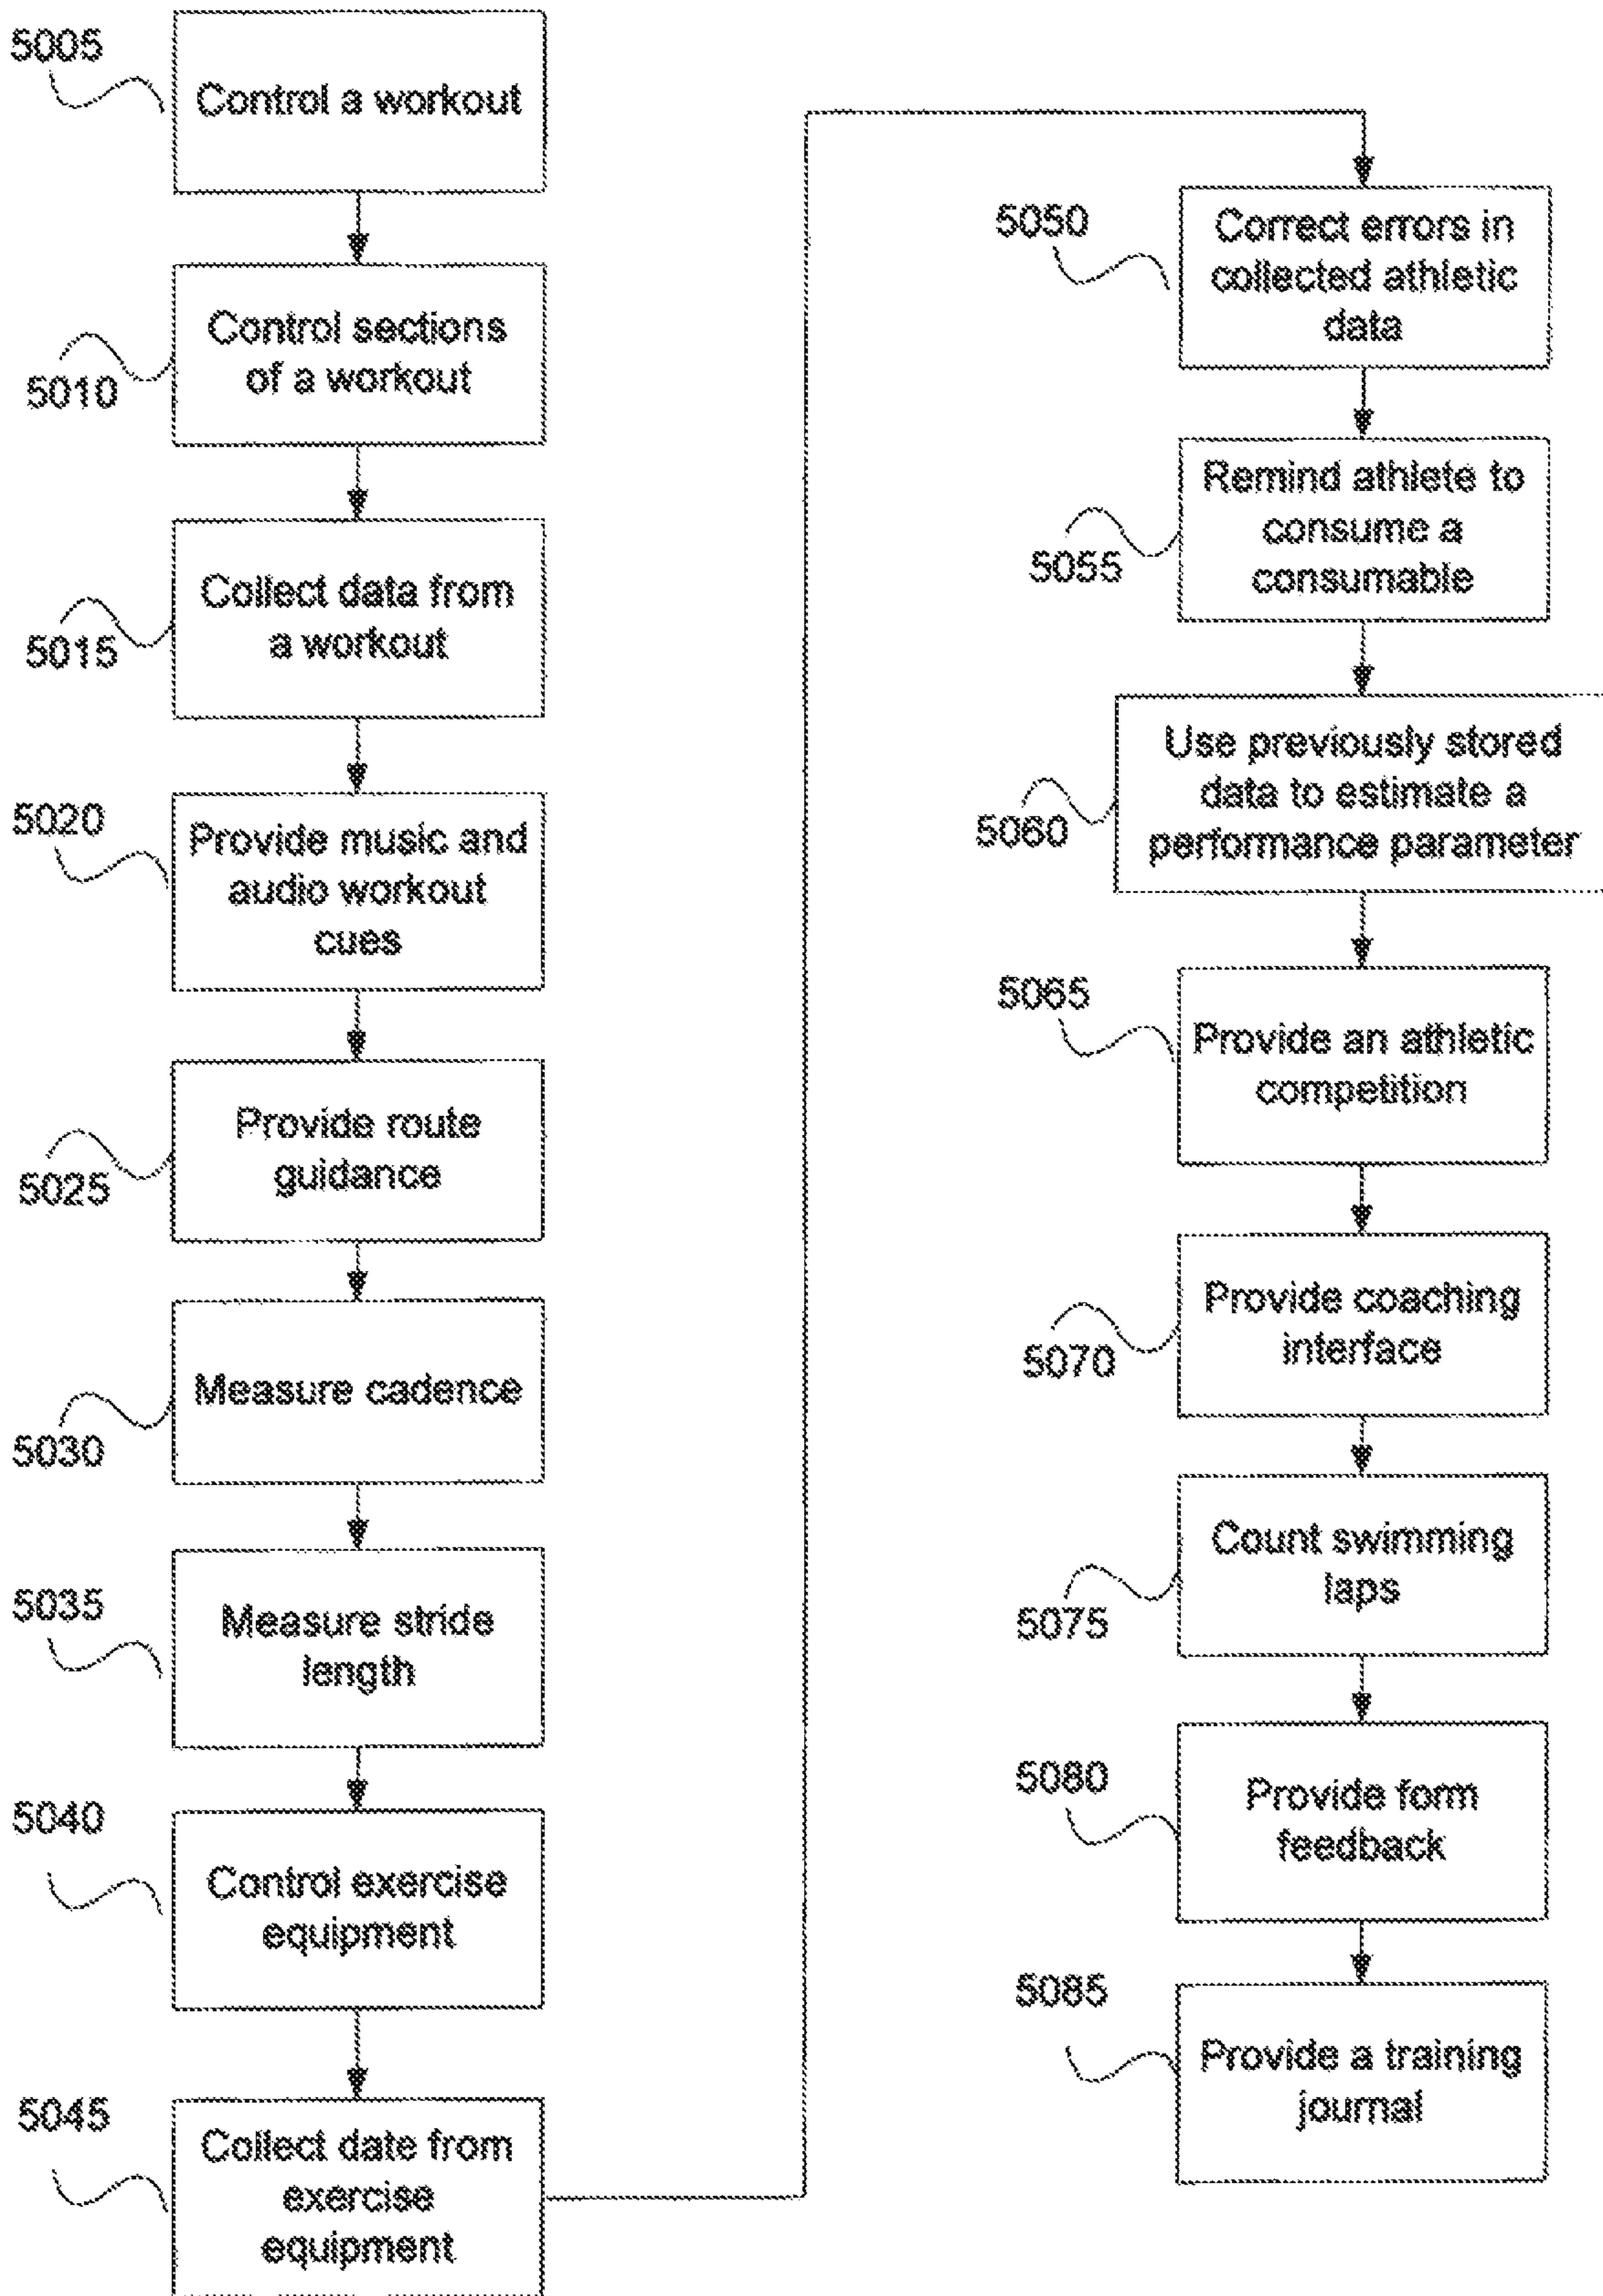 5005
Control a workout
5010
Control sections
of a workout
5015
Collect data from
a workout
5020
Provide music and
audio workout
cues
5025
Provide route
guidance
5030
Measure cadence
5035
Measure stride
length
5040
Control exercise
equipment
5045
Collect date from
exercise
equipment
5050
Correct errors in
collected athletic
data
5055
Remind athlete to
consume a
consumable
5060
Use previously stored
data to estimate a
performance parameter
5065
Provide an athletic
competition
5070
Provide coaching
interface
5075
Count swimming
laps
5080
Provide form
feedback
5085
Provide a training
journal